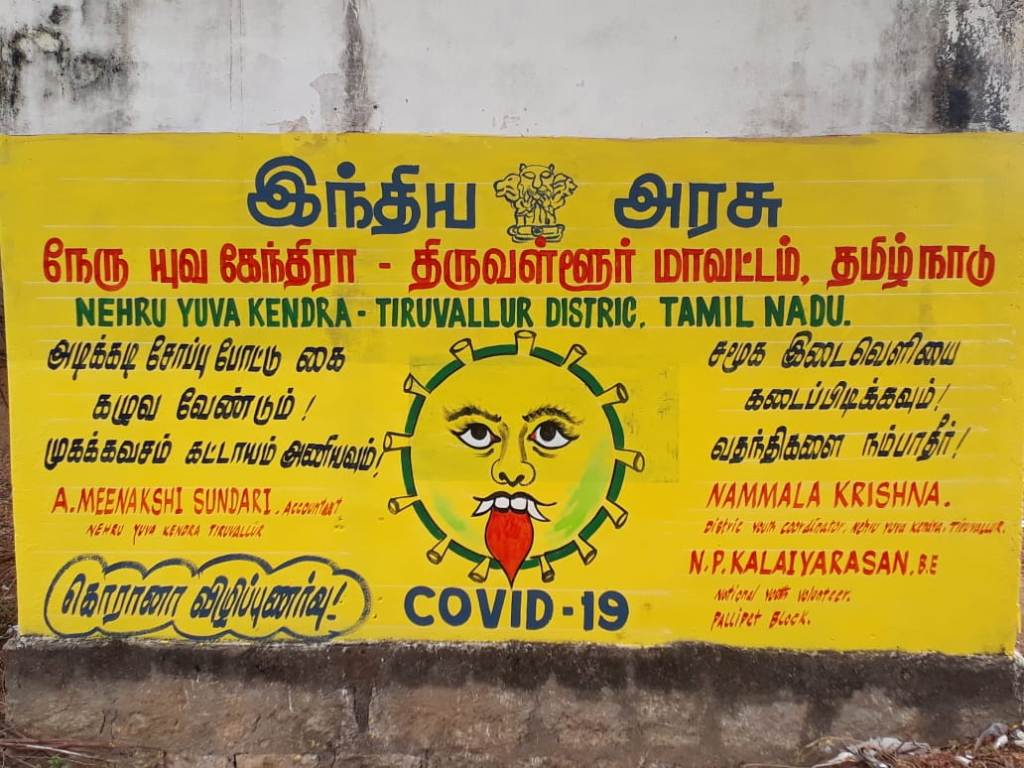 இந்திய அரசு
நேரு யுவ கேந்திரா - திருவள்ளூர் மாவட்டம், தமிழ்நாடு
NEHRU YUVA KENDRA - TIRUVALLUR DISTRIC, TAMIL NADU.
அடிக்கடி சோப்பு போட்டு கை
கழுவ வேண்டும் !
முகக்கவசம் கட்டாயம் அணியவும்!
A. MEENAKSHI SUNDARI. Accountant
NEHRU YUVA KENDRA TIRUVALLUR
கொரானா விழிப்புணர்வு!
COVID-19
சமூக இடைவெளியை
கடைப்பிடிக்கவும்!
வதந்திகளை நம்பாதீர்!
NAMMALA KRISHNA.
District youth coordinator, Nehru yuva kendra, Tiruvallur.
N.P. KALAIYARASAN. B.E
National youth volunteer.
PALLIPET BLOCK.